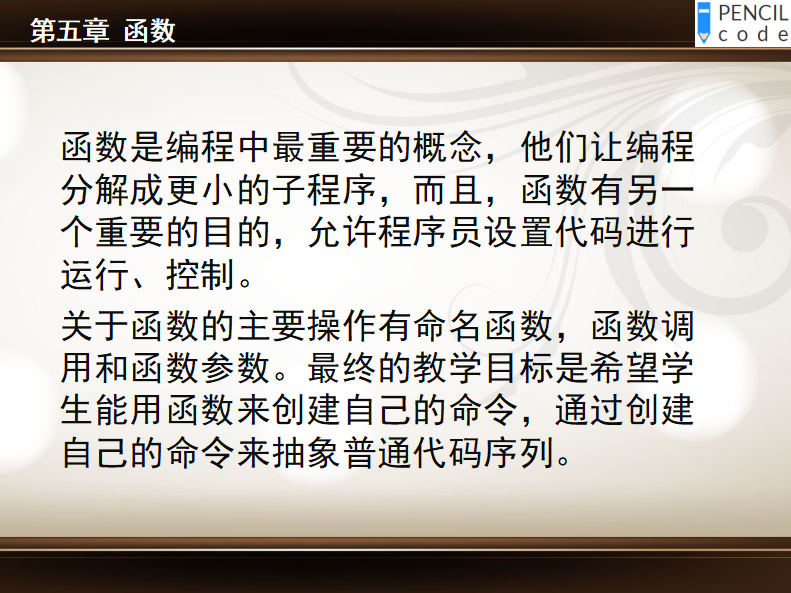 第五章 函数
PENCIL
code
函数是编程中最重要的概念，他们让编程
分解成更小的子程序，而且，函数有另一
个重要的目的，允许程序员设置代码进行
运行、控制。
关于函数的主要操作有命名函数，函数调
用和函数参数。最终的教学目标是希望学
生能用函数来创建自己的命令，通过创建
自己的命令来抽象普通代码序列。